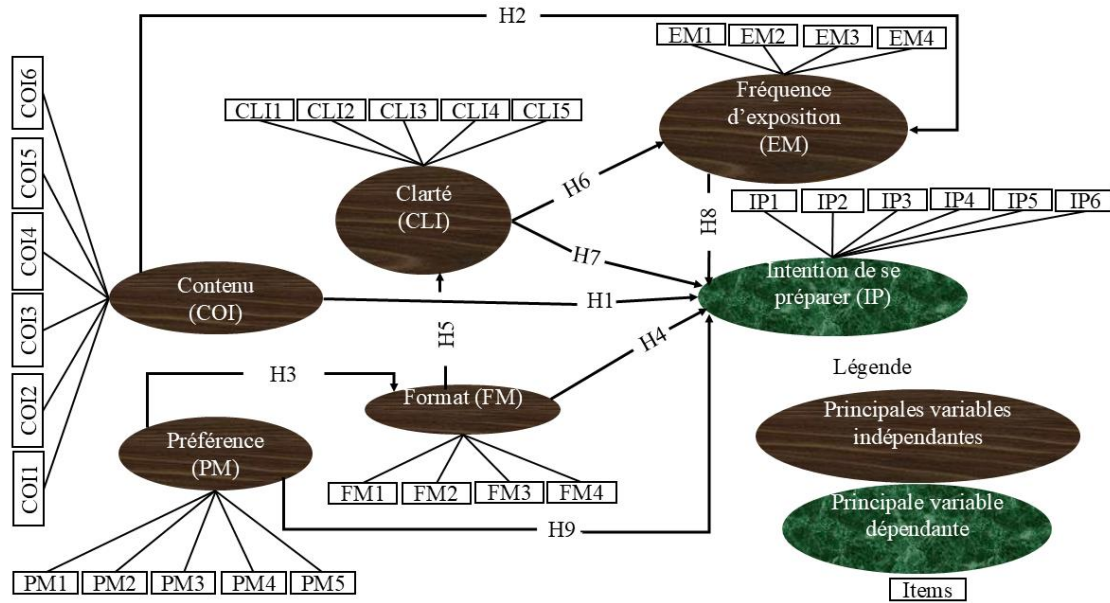 H2
EM1 EM2 EM3 EM4
Fréquence
d’exposition
(EM)
COI6
COI5
COI4
COI3
COI2
COI1
CLI1 CLI2 CLI3 CLI4 CLI5
Clarté
(CLI)
H6
H8
H7
IP1 IP2 IP3 IP4 IP5 IP6
Intention de se
préparer (IP)
Contenu
(COI)
H1
H5
H4
H3
Format (FM)
Préférence
(PM)
FM1 FM2 FM3 FM4
H9
PM1 PM2 PM3 PM4 PM5
Légende
Principales variables
indépendantes
Principale variable
dépendante
Items